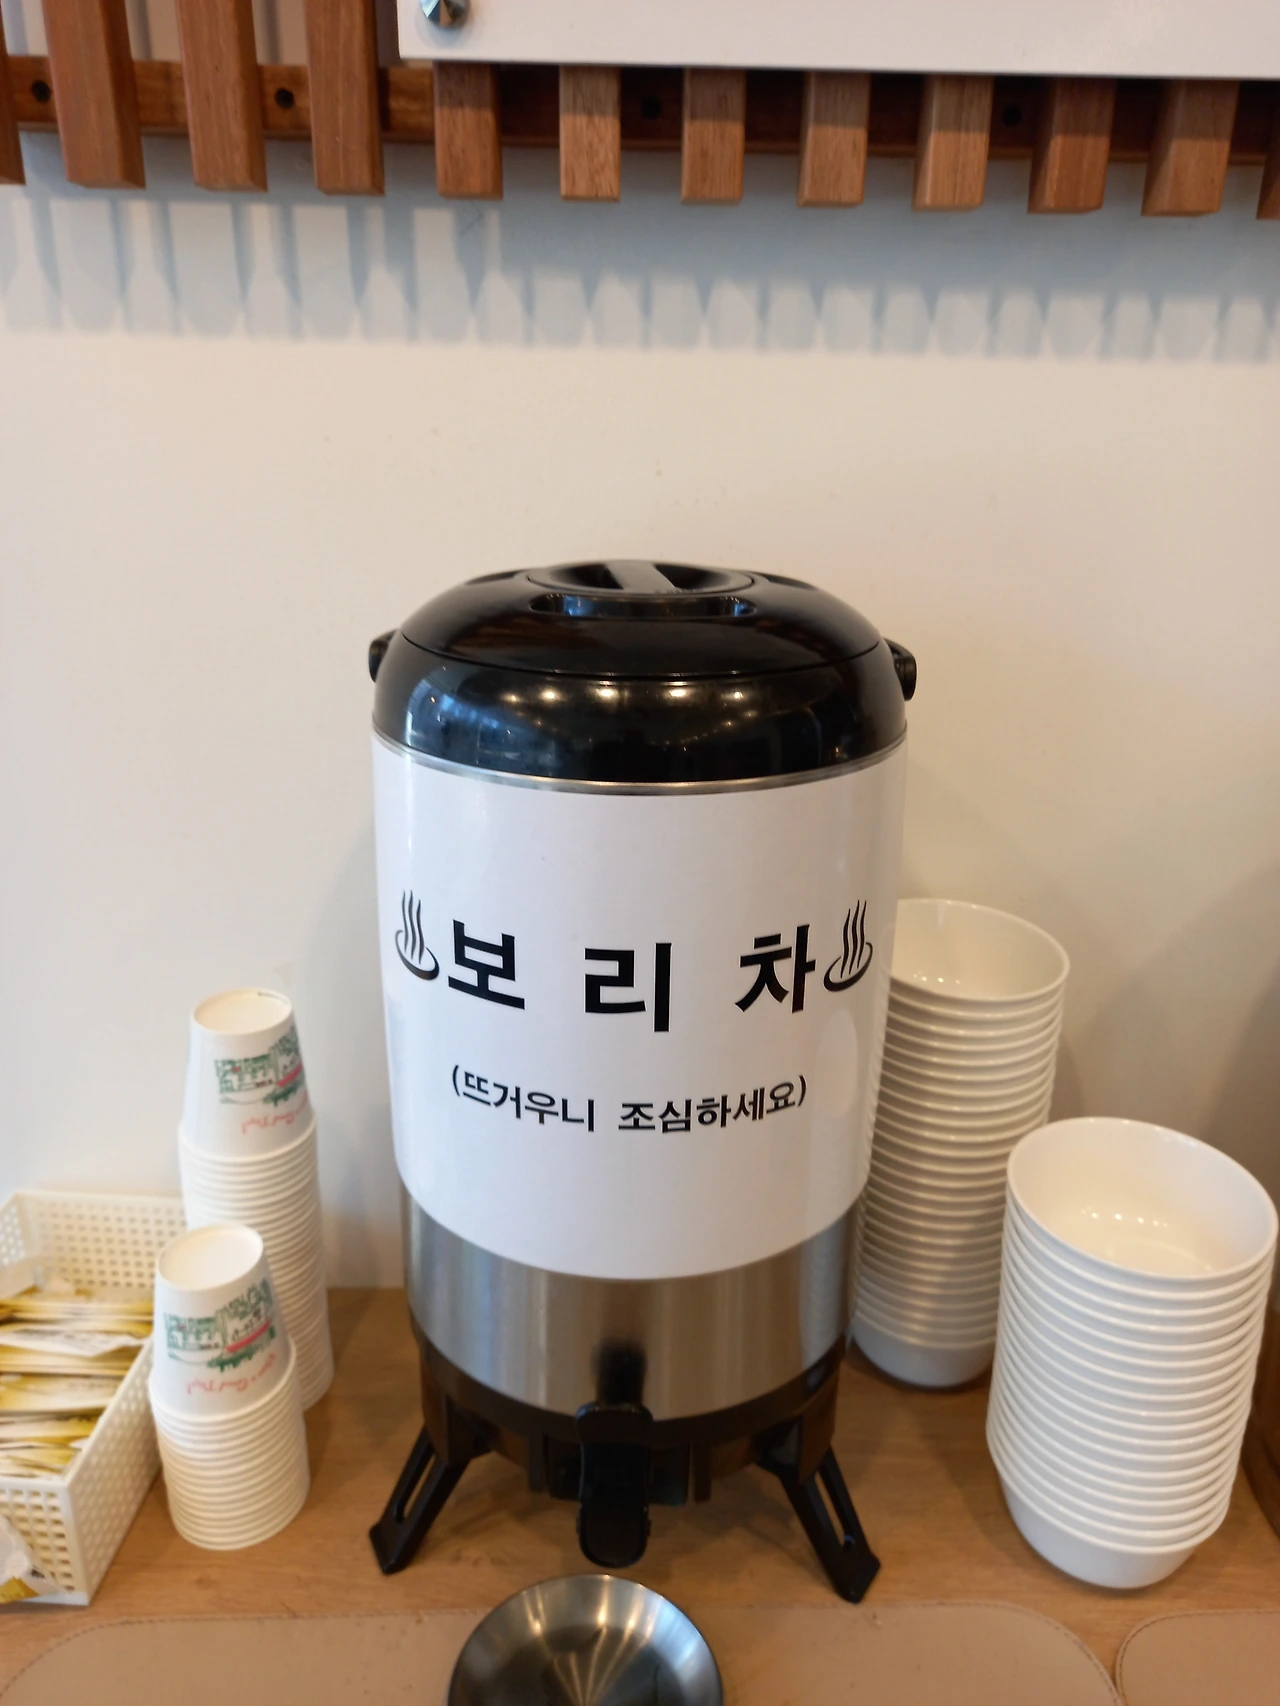 ♨보 리 차♨
(뜨거우니 조심하세요)